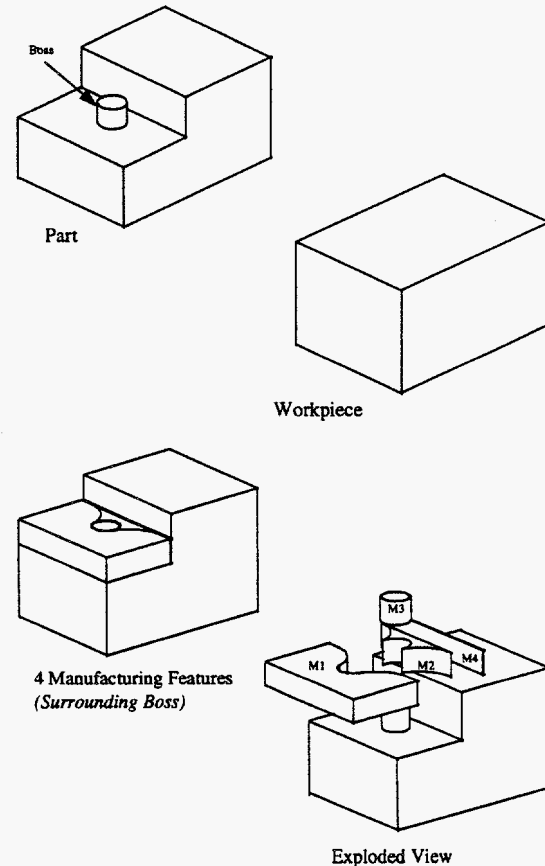 Boss
Part
Workpiece
4 Manufacturing Features
(Surrounding Boss)
M3
M1
M2
M4
Exploded View